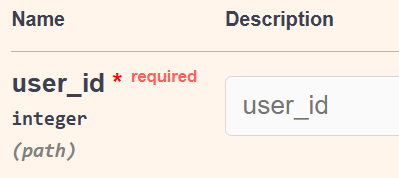 Name Description
user_id * required
integer
(path)
user_id